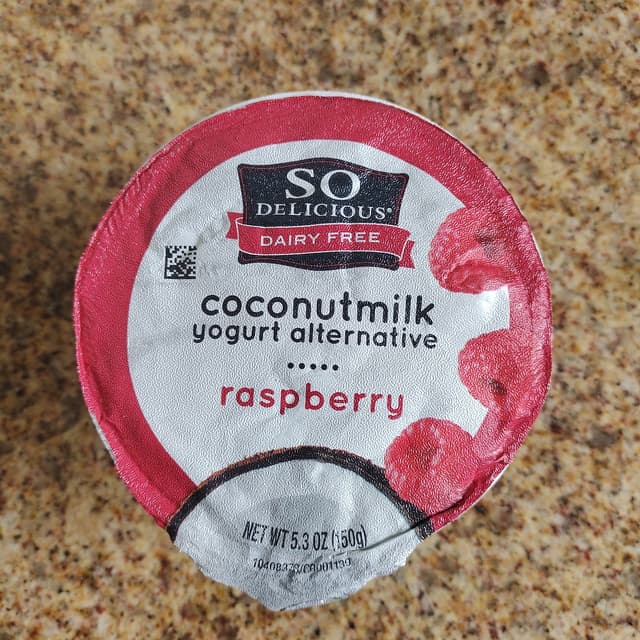 SO
DELICIOUS®
DAIRY FREE
coconutmilk
yogurt alternative
raspberry
NET WT 5.3 OZ (150g)